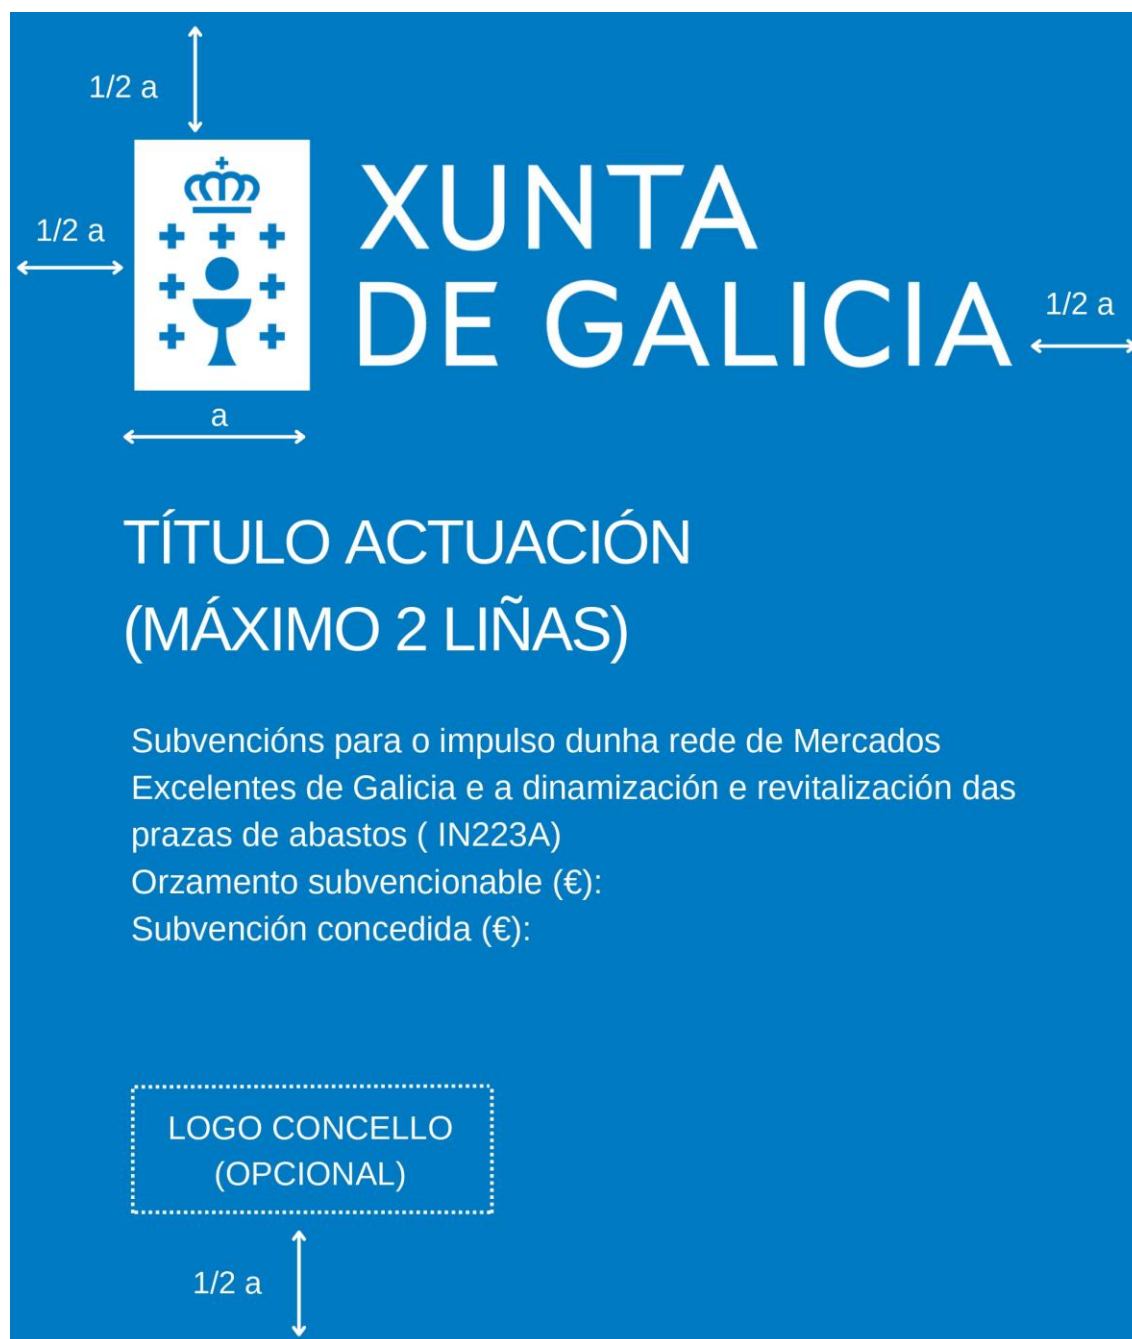 1/2 a
1/2 a
XUNTA
DE GALICIA
1/2 a
a
TÍTULO ACTUACIÓN
(MÁXIMO 2 LIÑAS)
Subvencións para o impulso dunha rede de Mercados
Excelentes de Galicia e a dinamización e revitalización das
prazas de abastos ( IN223A)
Orzamento subvencionable (€):
Subvención concedida (€):
LOGO CONCELLO
(OPCIONAL)
1/2 a